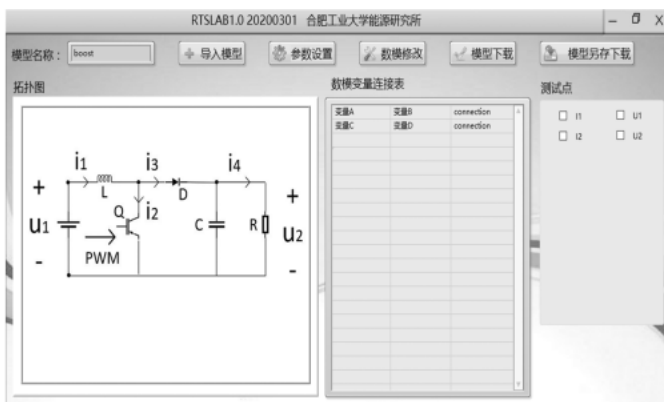 RTSLAB1.0 20200301 合肥工业大学能源研究所
模型名称： boost 导入模型 参数设置 数模修改 模型下载 模型另存下载
拓扑图
数模变量连接表
测试点
变量A 变量B connection
变量C 变量D connection
I1 U1
I2 U2
i1 i3 i4
L D
+ Q i2 +
u1 C R u2
PWM
- -